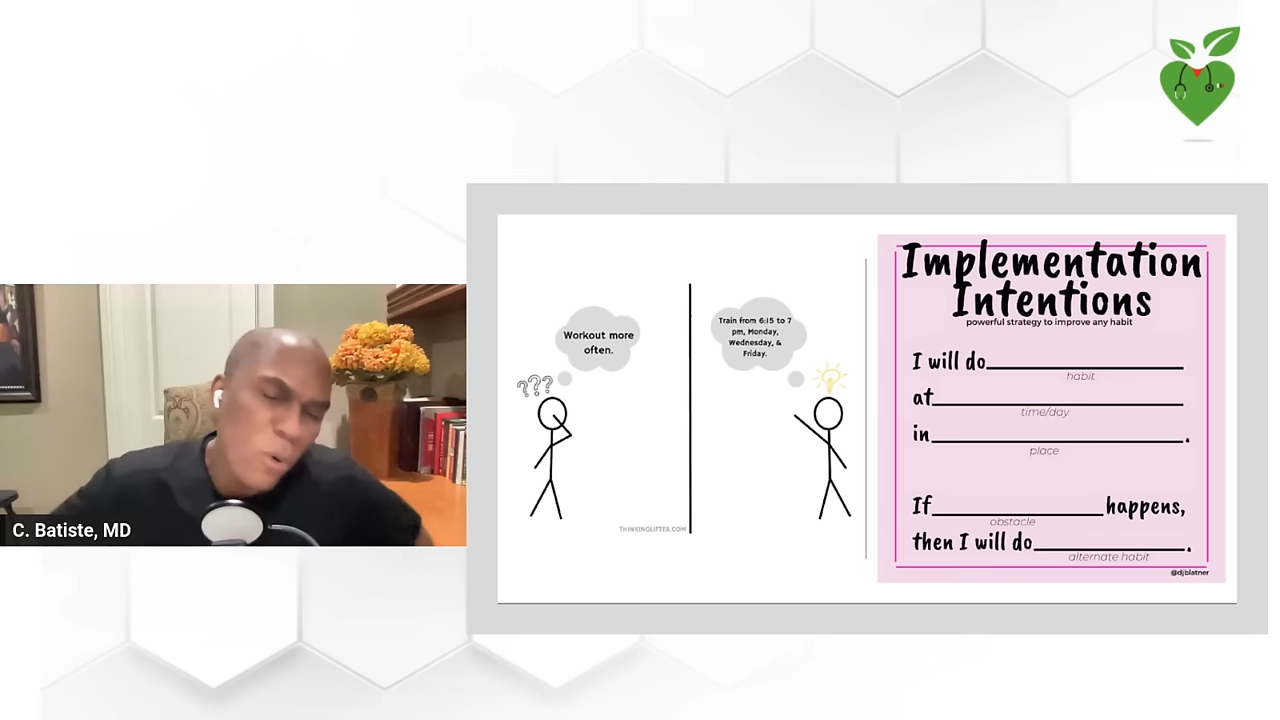 C. Batiste, MD
???
Workout more
often.
THINKINGLIFTER.COM
Train from 6:15 to 7
pm, Monday,
Wednesday, &
Friday.
Implementation
Intentions
powerful strategy to improve any habit
I will do
habit
at
time/day
in.
place
If happens,
obstacle
then I will do.
alternate habit
@djblatner